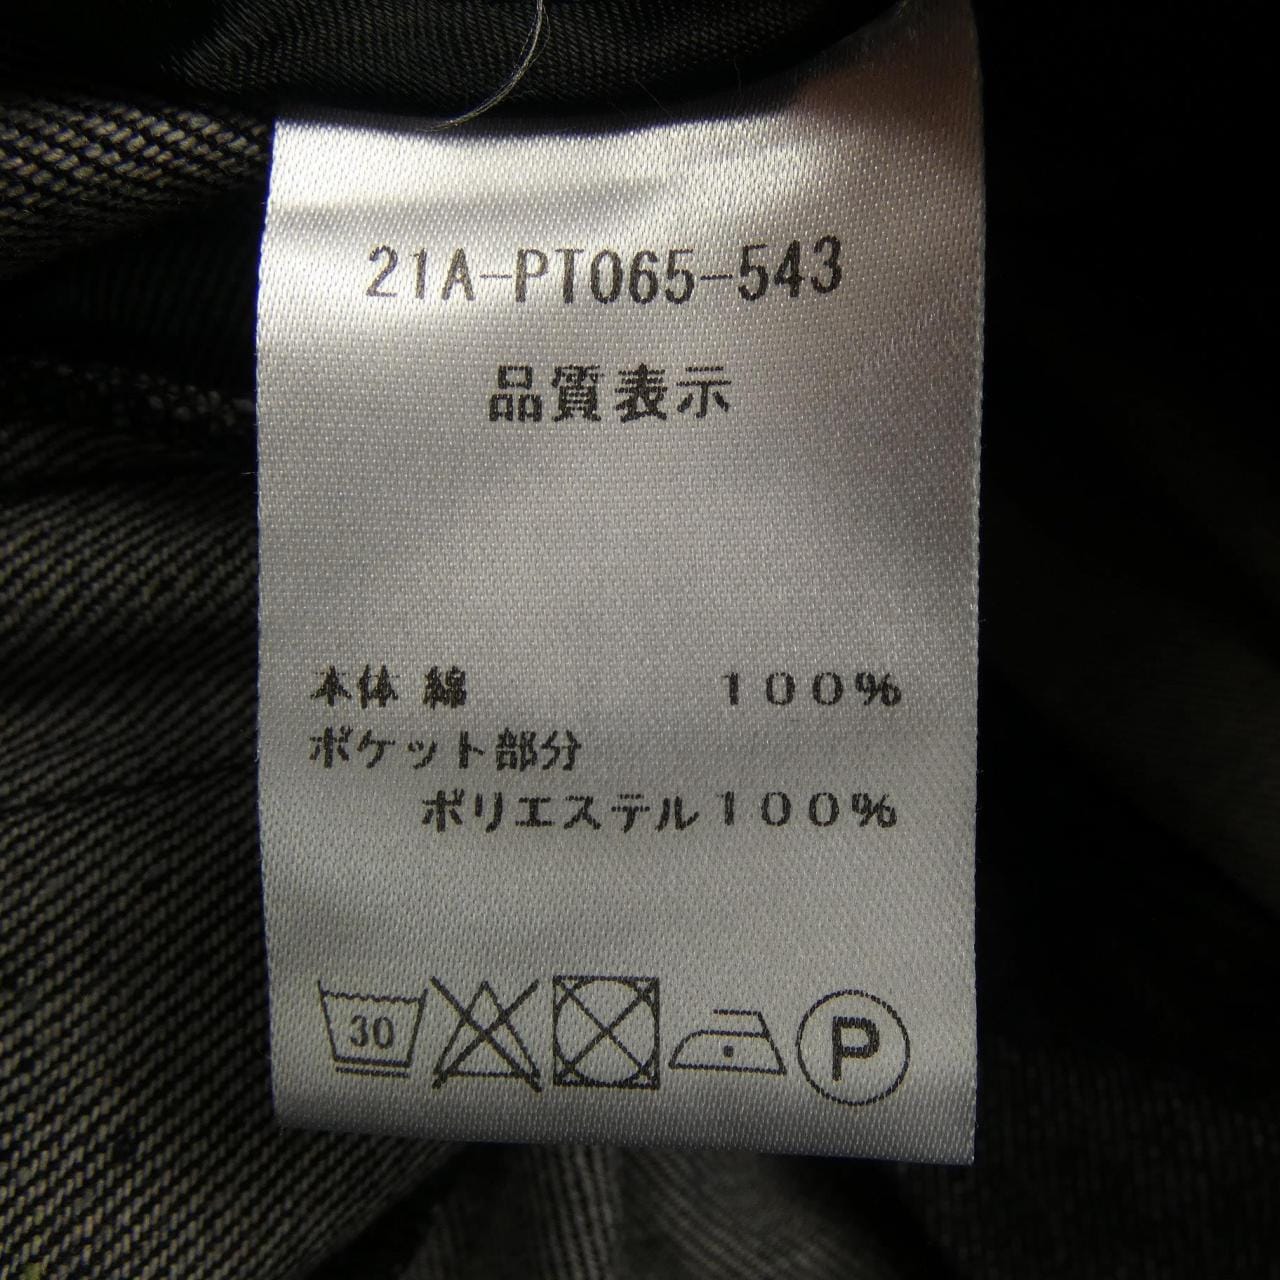 21A-PT065-543
品質表示
本体 綿 100%
ポケット部分
ポリエステル100%
30 P